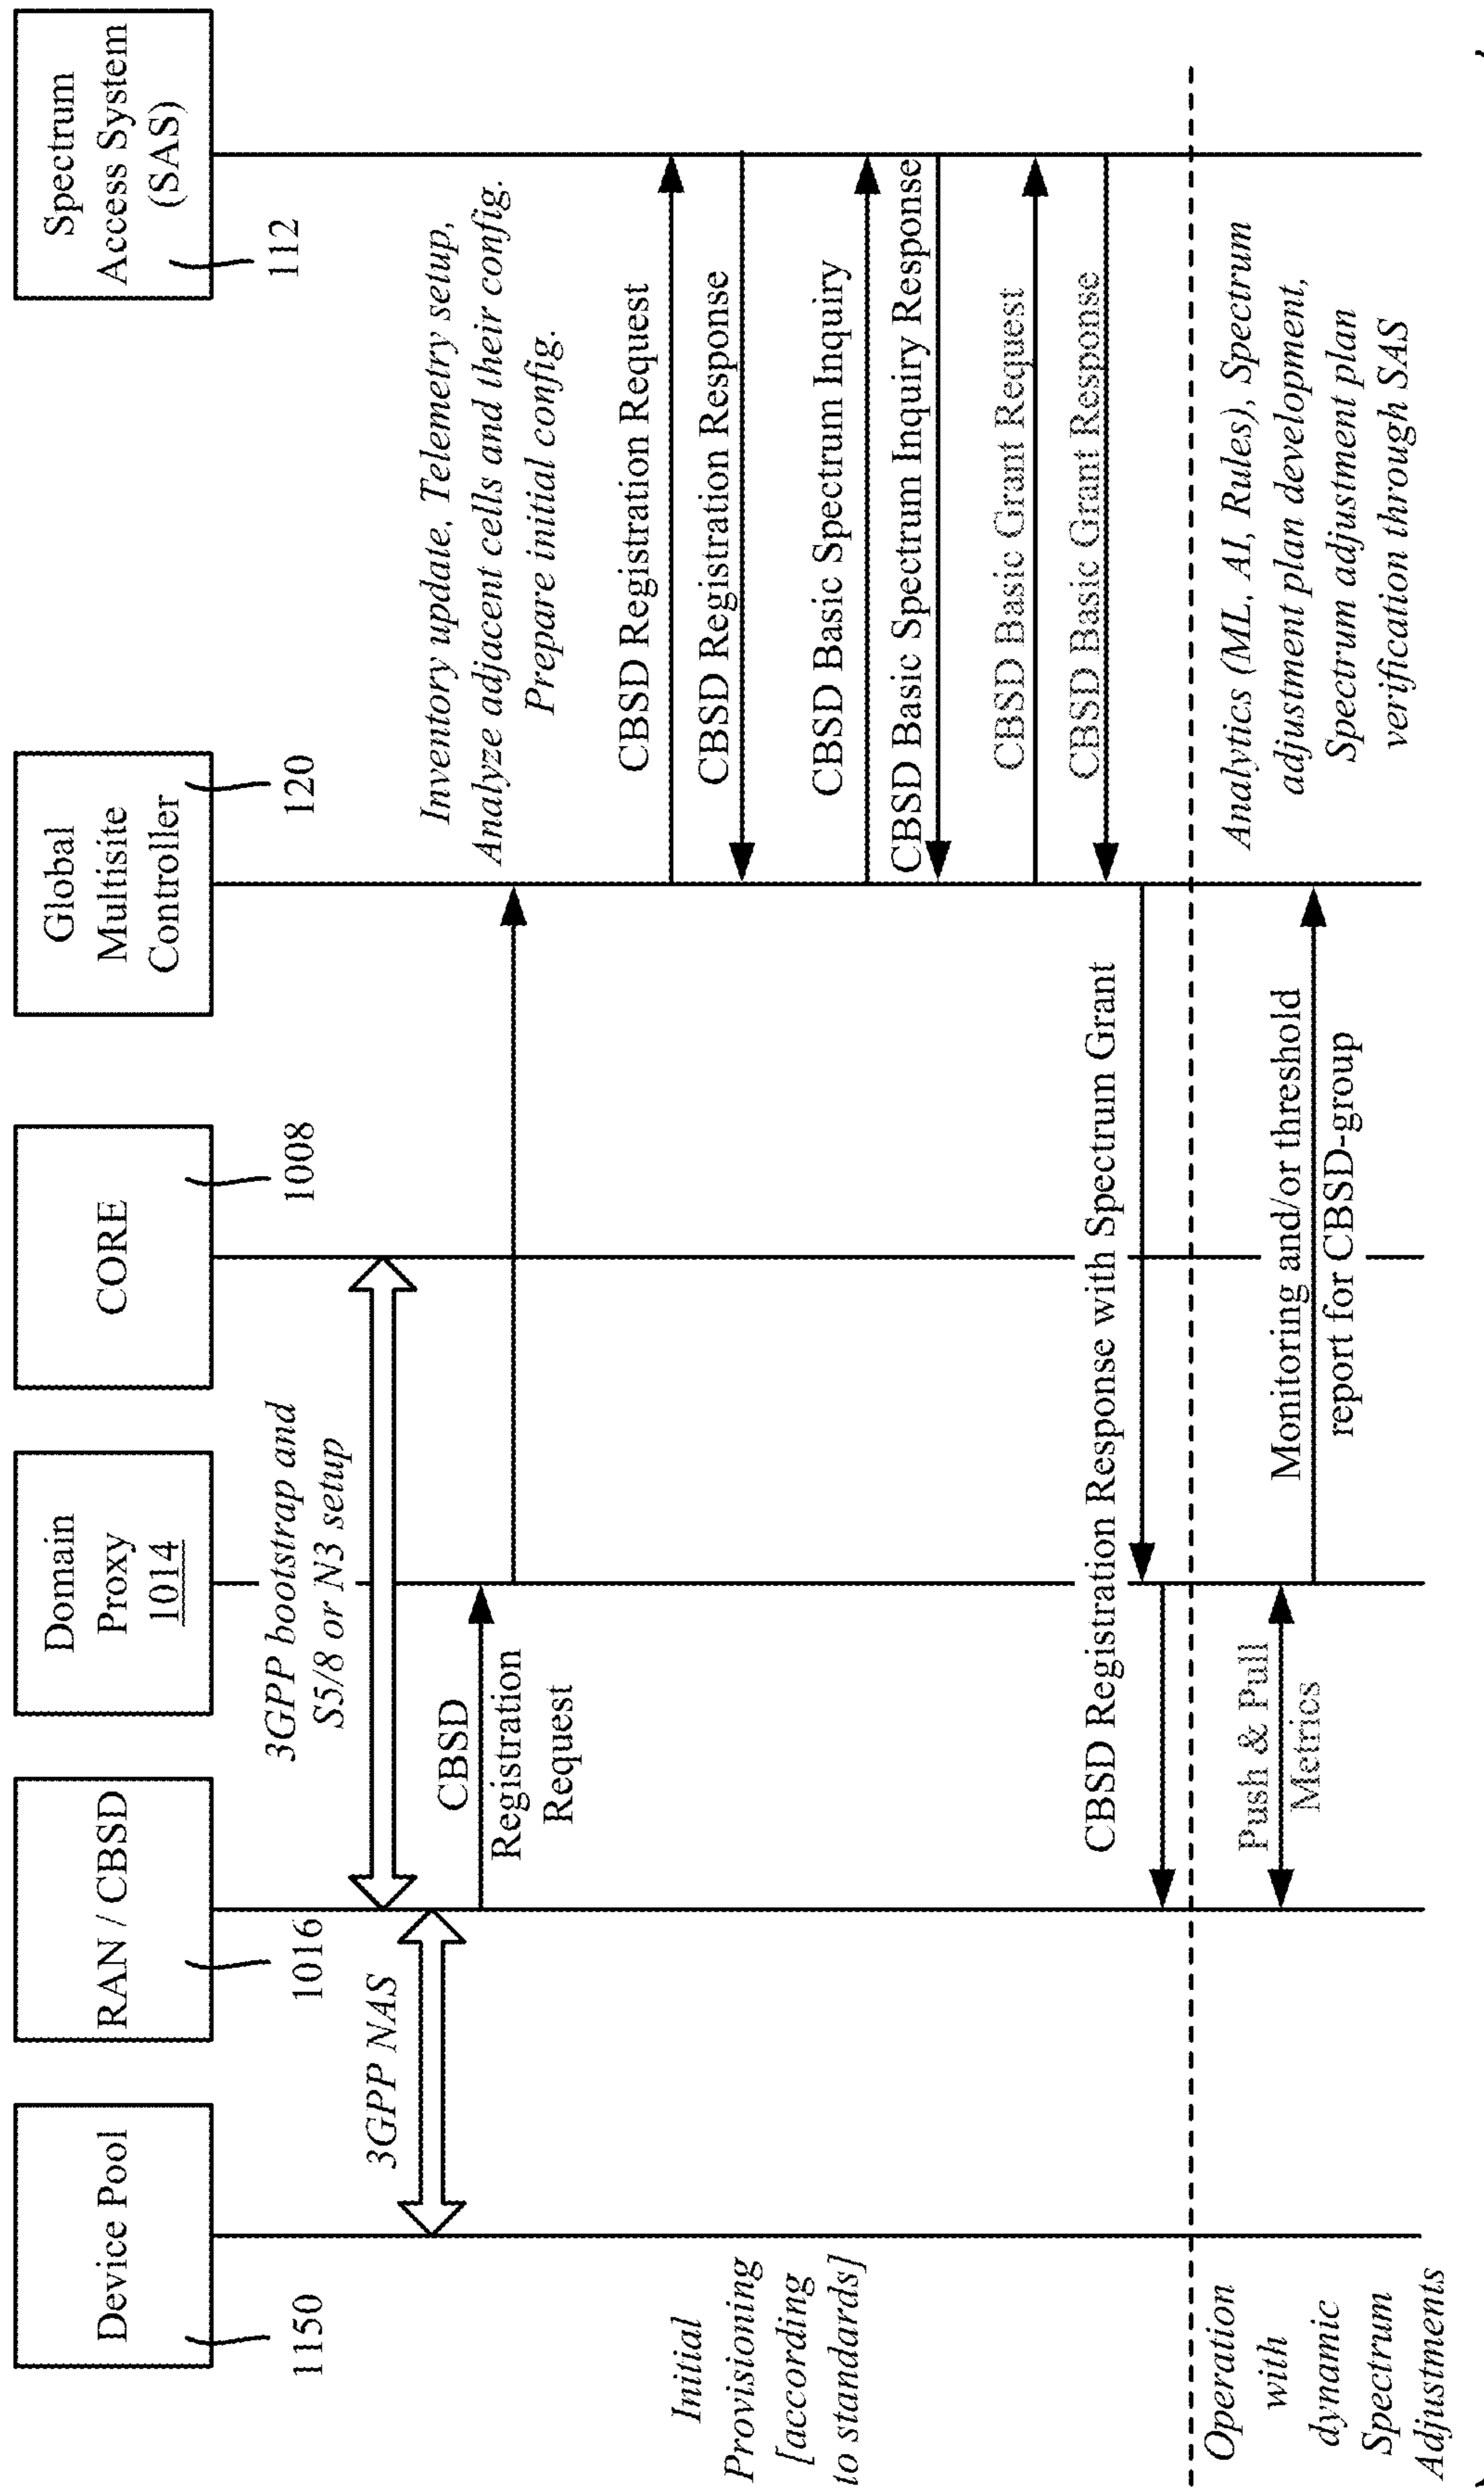 Device Pool
1150
RAN / CBSD
1016
Domain
Proxy
1014
CORE
1008
Global
Multisite
Controller
120
Spectrum
Access System
(SAS)
112
3GPP bootstrap and
S5/8 or N3 setup
3GPP NAS
CBSD
Registration
Request
Inventory update, Telemetry setup,
Analyze adjacent cells and their config.
Prepare initial config.
CBSD Registration Request
CBSD Registration Response
CBSD Basic Spectrum Inquiry
CBSD Basic Spectrum Inquiry Response
CBSD Basic Grant Request
CBSD Basic Grant Response
CBSD Registration Response with Spectrum Grant
Initial
Provisioning
[according
to standards]
Operation
with
dynamic
Spectrum
Adjustments
Push & Pull
Metrics
Monitoring and/or threshold
report for CBSD-group
Analytics (ML, AI, Rules), Spectrum
adjustment plan development,
Spectrum adjustment plan
verification through SAS